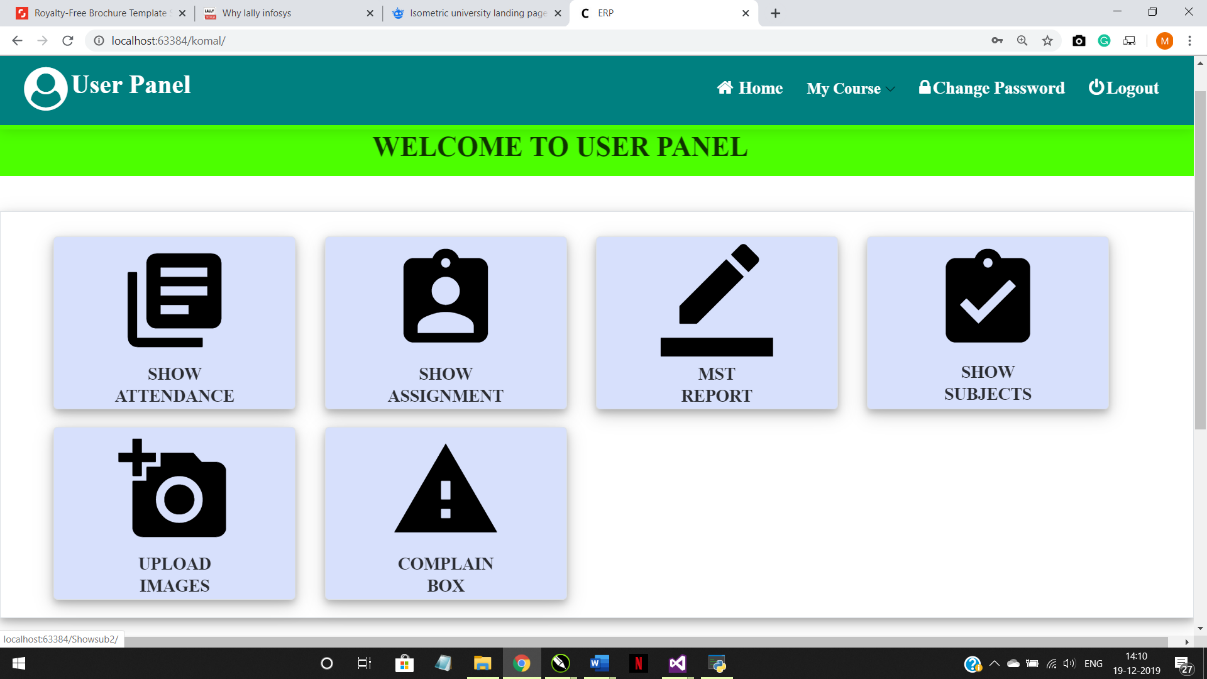 Royalty-Free Brochure Template
Why lally infosys
Isometric university landing page
ERP
localhost:63384/komal/
M
User Panel
Home
My Course
Change Password
Logout
WELCOME TO USER PANEL
SHOW
ATTENDANCE
SHOW
ASSIGNMENT
MST
REPORT
SHOW
SUBJECTS
UPLOAD
IMAGES
COMPLAIN
BOX
localhost:63384/Showsub2/
ENG
14:10
19-12-2019
27